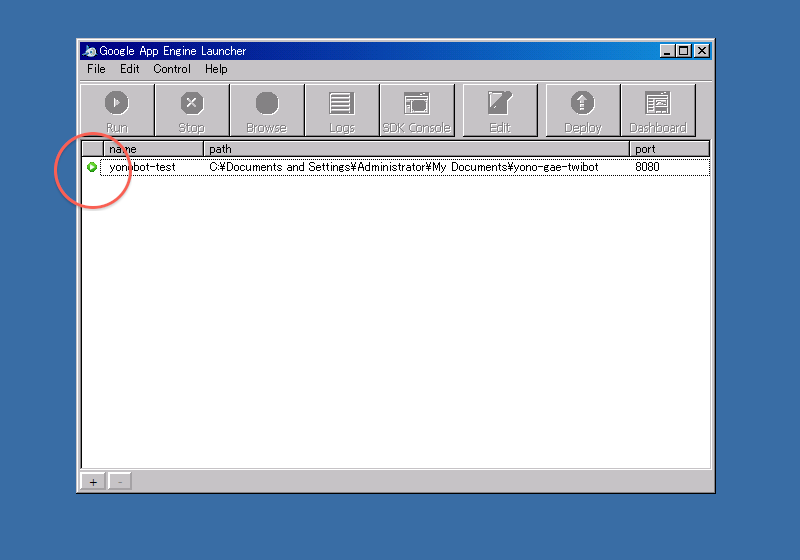 Google App Engine Launcher
File Edit Control Help
Run Stop Browse Logs SDK Console Edit Deploy Dashboard
name path port
yonobot-test C:¥Documents and Settings¥Administrator¥My Documents¥yono-gae-twibot 8080
+ -